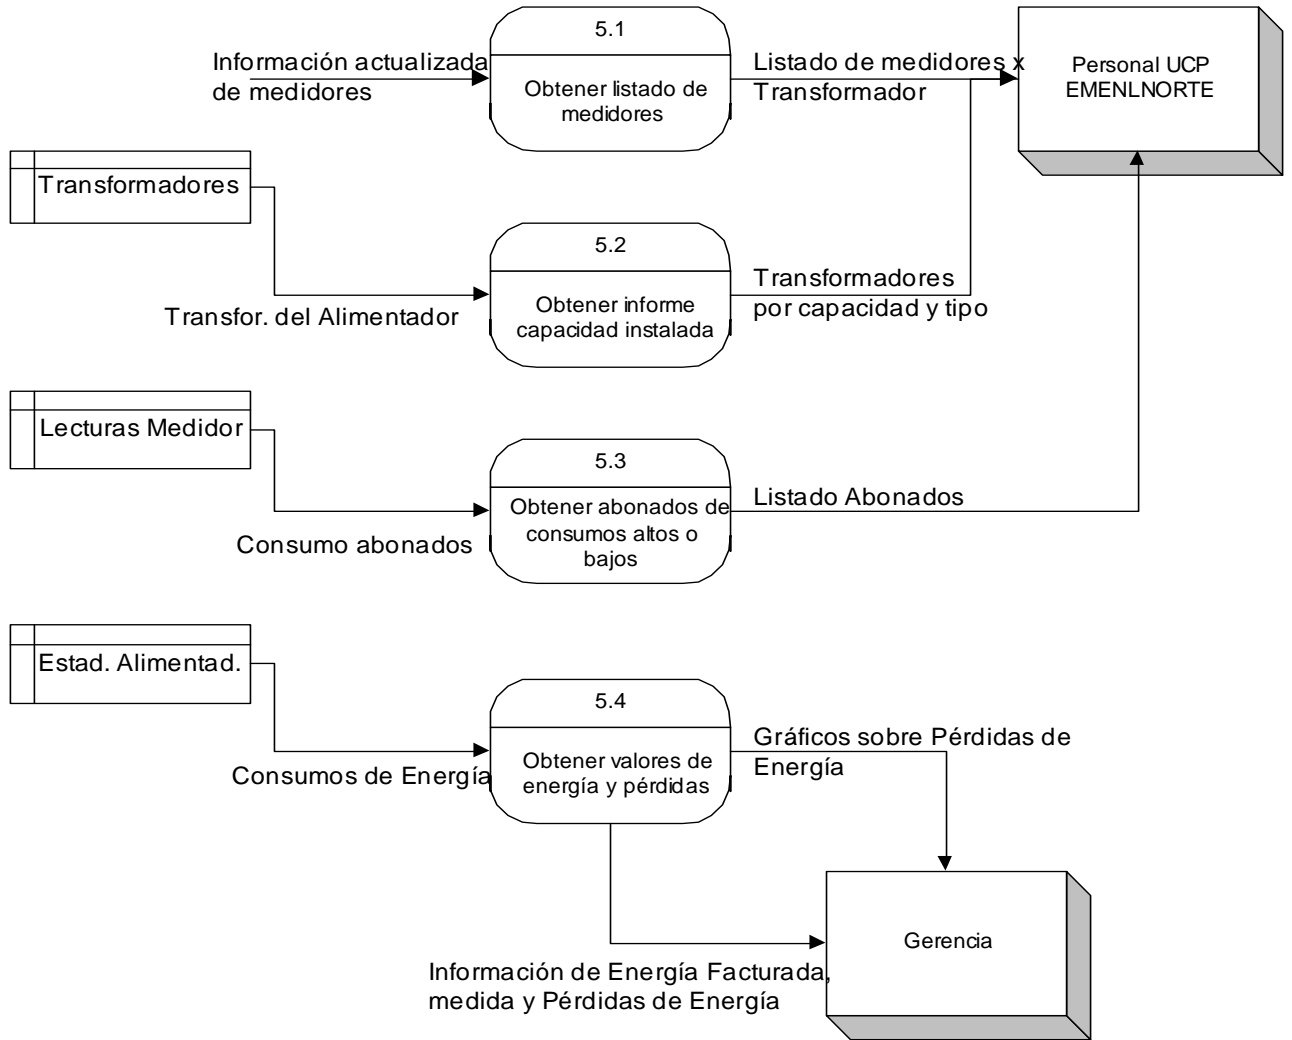 5.1
Información actualizada
de medidores
Obtener listado de
medidores
Listado de medidores x
Transformador
Personal UCP
EMENLNORTE
Transformadores
5.2
Transfor. del Alimentador
Obtener informe
capacidad instalada
Transformadores
por capacidad y tipo
Lecturas Medidor
5.3
Consumo abonados
Obtener abonados de
consumos altos o
bajos
Listado Abonados
Estad. Alimentad.
5.4
Consumos de Energía
Obtener valores de
energía y pérdidas
Gráficos sobre Pérdidas de
Energía
Gerencia
Información de Energía Facturada,
medida y Pérdidas de Energía